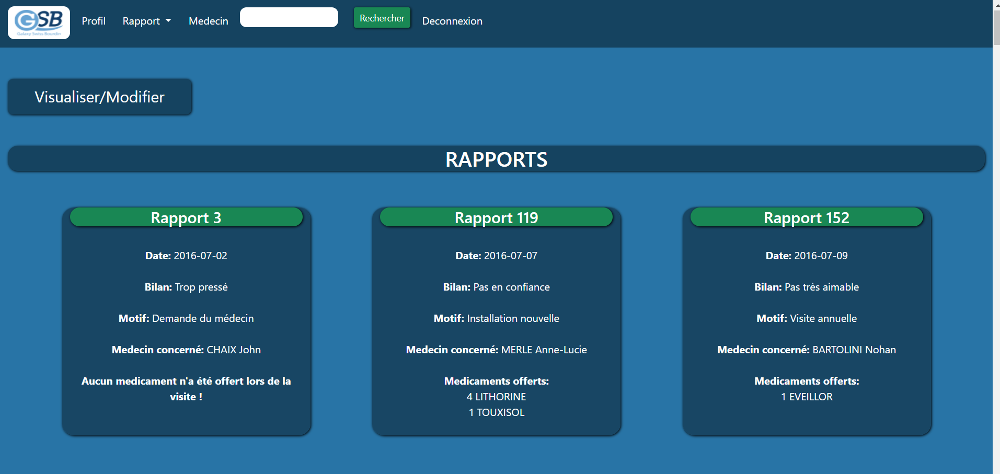 GSB
Galaxy Swiss Bourdin
Profil
Rapport
Medecin
Rechercher
Deconnexion
Visualiser/Modifier
RAPPORTS
Rapport 3
Date: 2016-07-02
Bilan: Trop pressé
Motif: Demande du médecin
Medecin concerné: CHAIX John
Aucun medicament n'a été offert lors de la
visite !
Rapport 119
Date: 2016-07-07
Bilan: Pas en confiance
Motif: Installation nouvelle
Medecin concerné: MERLE Anne-Lucie
Medicaments offerts:
4 LITHORINE
1 TOUXISOL
Rapport 152
Date: 2016-07-09
Bilan: Pas très aimable
Motif: Visite annuelle
Medecin concerné: BARTOLINI Nohan
Medicaments offerts:
1 EVEILLOR